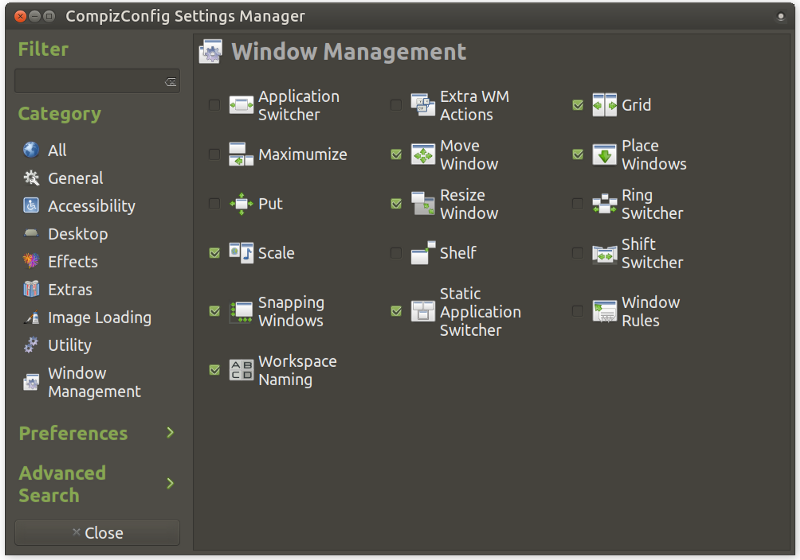 CompizConfig Settings Manager
Filter
Category
All
General
Accessibility
Desktop
Effects
Extras
Image Loading
Utility
Window
Management
Preferences
Advanced
Search
Close
Window Management
Application
Switcher
Extra WM
Actions
Grid
Maximumize
Move
Window
Place
Windows
Put
Resize
Window
Ring
Switcher
Scale
Shelf
Shift
Switcher
Snapping
Windows
Static
Application
Switcher
Window
Rules
A B
C D
Workspace
Naming